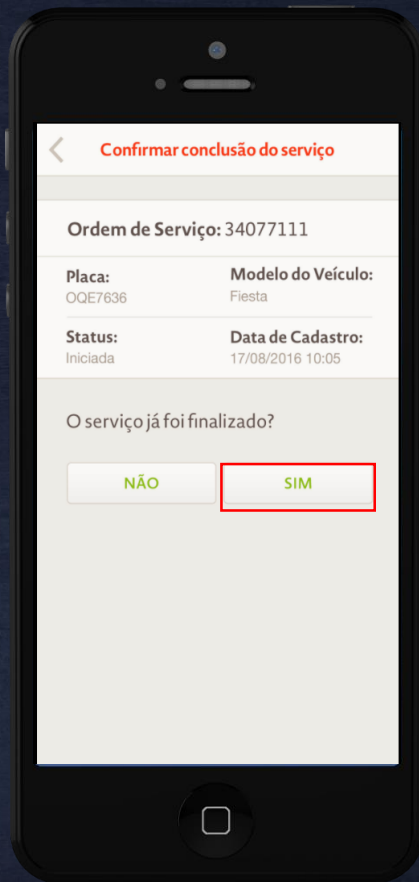 Confirmar conclusão do serviço
Ordem de Serviço: 34077111
Placa: Modelo do Veículo:
OQE7636 Fiesta
Status: Data de Cadastro:
Iniciada 17/08/2016 10:05
O serviço já foi finalizado?
NÃO SIM